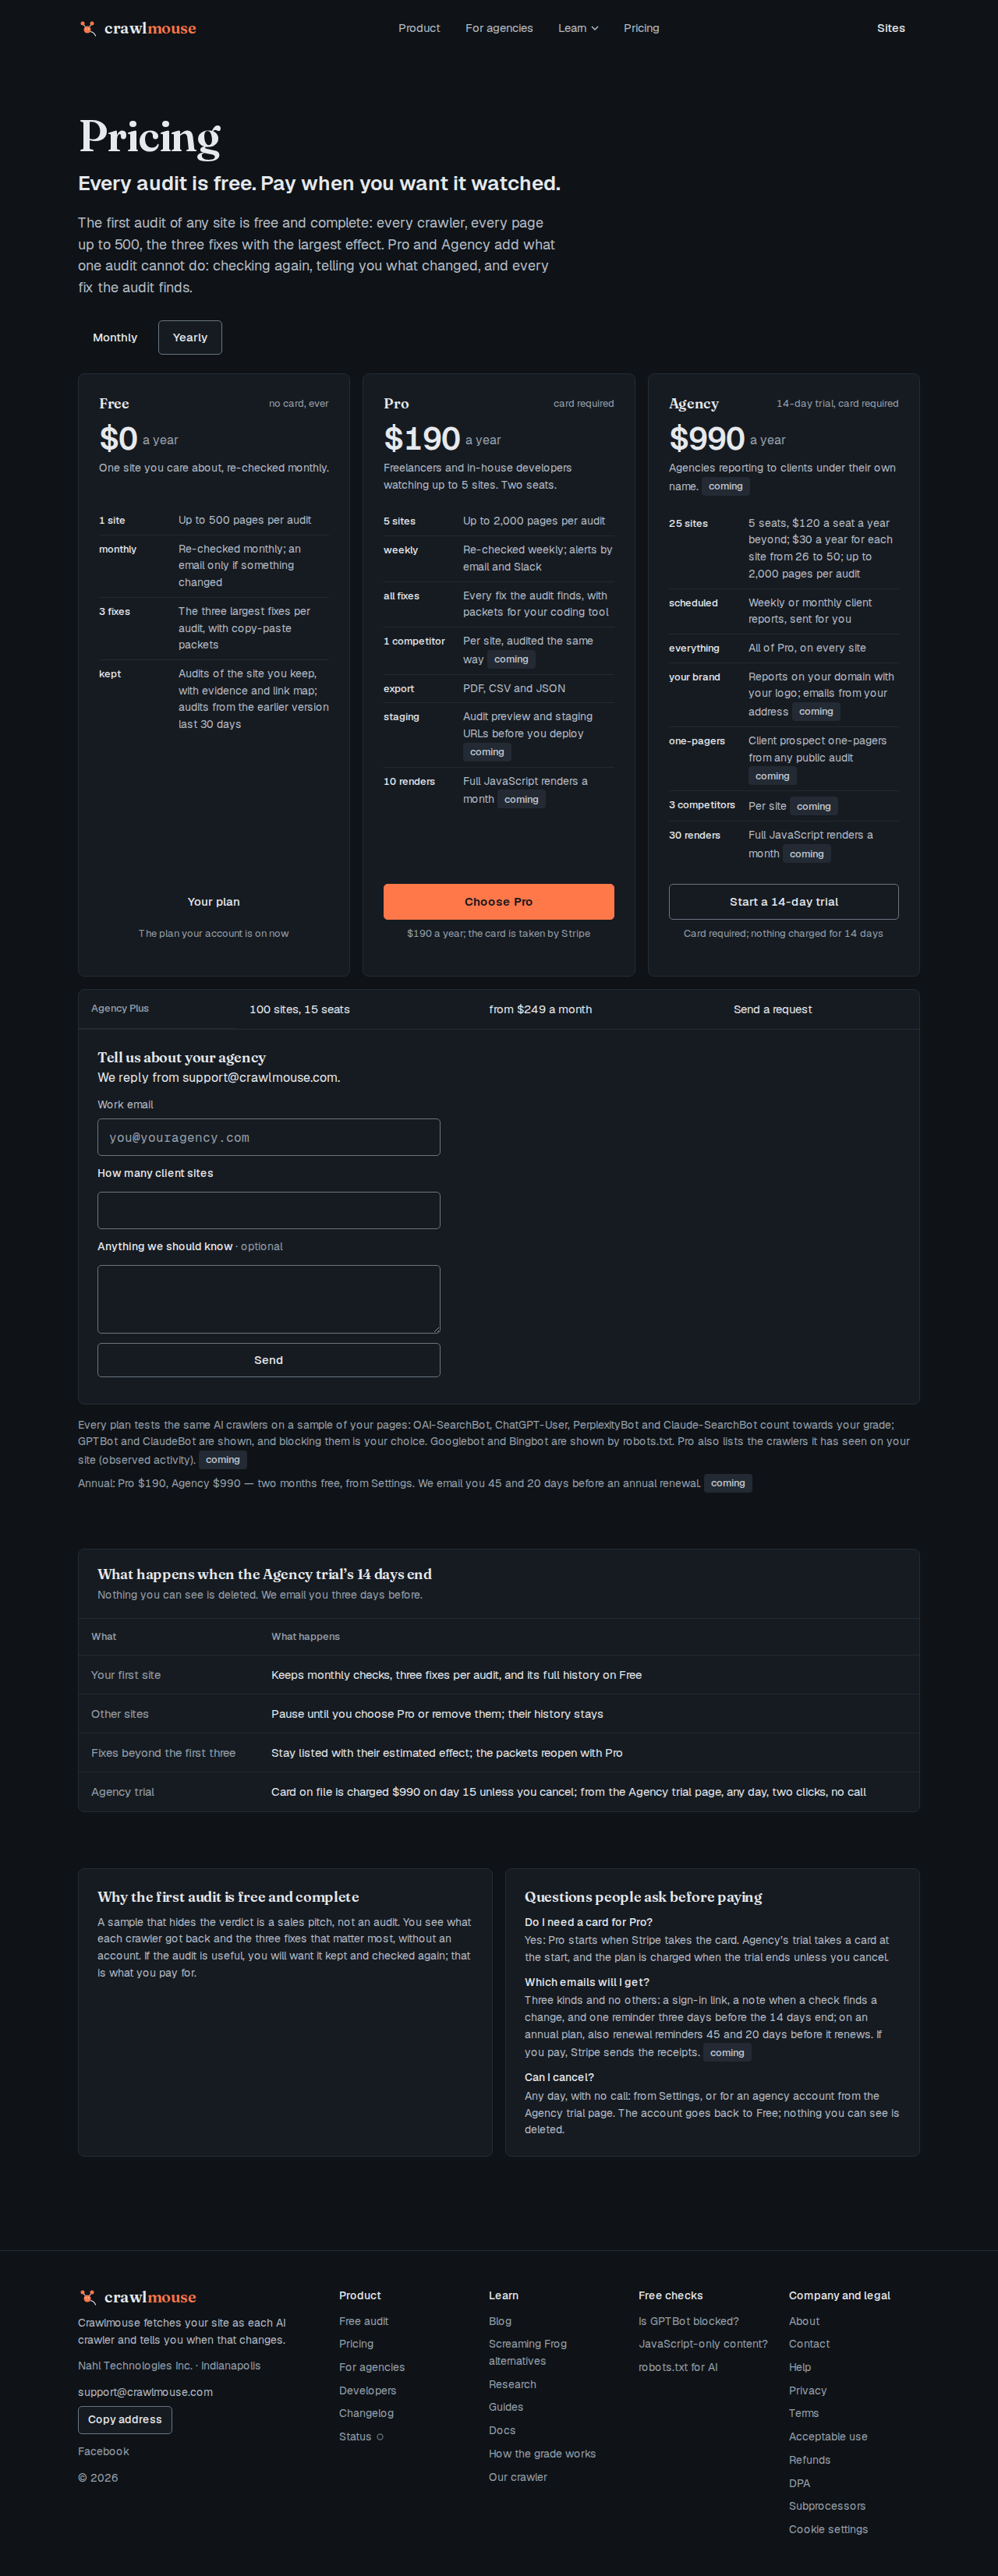 crawlmouse
Product
For agencies
Learn
Pricing
Sites
Pricing
Every audit is free. Pay when you want it watched.
The first audit of any site is free and complete: every crawler, every page
up to 500, the three fixes with the largest effect. Pro and Agency add what
one audit cannot do: checking again, telling you what changed, and every
fix the audit finds.
Monthly
Yearly
Free
no card, ever
$0 a year
One site you care about, re-checked monthly.
1 site
Up to 500 pages per audit
monthly
Re-checked monthly; an
email only if something
changed
3 fixes
The three largest fixes per
audit, with copy-paste
packets
kept
Audits of the site you keep,
with evidence and link map;
audits from the earlier version
last 30 days
Your plan
The plan your account is on now
Pro
card required
$190 a year
Freelancers and in-house developers
watching up to 5 sites. Two seats.
5 sites
Up to 2,000 pages per audit
weekly
Re-checked weekly; alerts by
email and Slack
all fixes
Every fix the audit finds, with
packets for your coding tool
1 competitor
Per site, audited the same
way coming
export
PDF, CSV and JSON
staging
Audit preview and staging
URLs before you deploy
coming
10 renders
Full JavaScript renders a
month coming
Choose Pro
$190 a year; the card is taken by Stripe
Agency
14-day trial, card required
$990 a year
Agencies reporting to clients under their own
name. coming
25 sites
5 seats, $120 a seat a year
beyond; $30 a year for each
site from 26 to 50; up to
2,000 pages per audit
scheduled
Weekly or monthly client
reports, sent for you
everything
All of Pro, on every site
your brand
Reports on your domain with
your logo; emails from your
address coming
one-pagers
Client prospect one-pagers
from any public audit
coming
3 competitors
Per site coming
30 renders
Full JavaScript renders a
month coming
Start a 14-day trial
Card required; nothing charged for 14 days
Agency Plus
100 sites, 15 seats
from $249 a month
Send a request
Tell us about your agency
We reply from support@crawlmouse.com.
Work email
you@youragency.com
How many client sites
Anything we should know · optional
Send
Every plan tests the same AI crawlers on a sample of your pages: OAI-SearchBot, ChatGPT-User, PerplexityBot and Claude-SearchBot count towards your grade;
GPTBot and ClaudeBot are shown, and blocking them is your choice. Googlebot and Bingbot are shown by robots.txt. Pro also lists the crawlers it has seen on your
site (observed activity). coming
Annual: Pro $190, Agency $990 — two months free, from Settings. We email you 45 and 20 days before an annual renewal. coming
What happens when the Agency trial’s 14 days end
Nothing you can see is deleted. We email you three days before.
What
What happens
Your first site
Keeps monthly checks, three fixes per audit, and its full history on Free
Other sites
Pause until you choose Pro or remove them; their history stays
Fixes beyond the first three
Stay listed with their estimated effect; the packets reopen with Pro
Agency trial
Card on file is charged $990 on day 15 unless you cancel; from the Agency trial page, any day, two clicks, no call
Why the first audit is free and complete
A sample that hides the verdict is a sales pitch, not an audit. You see what
each crawler got back and the three fixes that matter most, without an
account. If the audit is useful, you will want it kept and checked again; that
is what you pay for.
Questions people ask before paying
Do I need a card for Pro?
Yes: Pro starts when Stripe takes the card. Agency’s trial takes a card at
the start, and the plan is charged when the trial ends unless you cancel.
Which emails will I get?
Three kinds and no others: a sign-in link, a note when a check finds a
change, and one reminder three days before the 14 days end; on an
annual plan, also renewal reminders 45 and 20 days before it renews. If
you pay, Stripe sends the receipts. coming
Can I cancel?
Any day, with no call: from Settings, or for an agency account from the
Agency trial page. The account goes back to Free; nothing you can see is
deleted.
crawlmouse
Crawlmouse fetches your site as each AI
crawler and tells you when that changes.
Nahl Technologies Inc. · Indianapolis
support@crawlmouse.com
Copy address
Facebook
© 2026
Product
Free audit
Pricing
For agencies
Developers
Changelog
Status
Learn
Blog
Screaming Frog
alternatives
Research
Guides
Docs
How the grade works
Our crawler
Free checks
Is GPTBot blocked?
JavaScript-only content?
robots.txt for AI
Company and legal
About
Contact
Help
Privacy
Terms
Acceptable use
Refunds
DPA
Subprocessors
Cookie settings